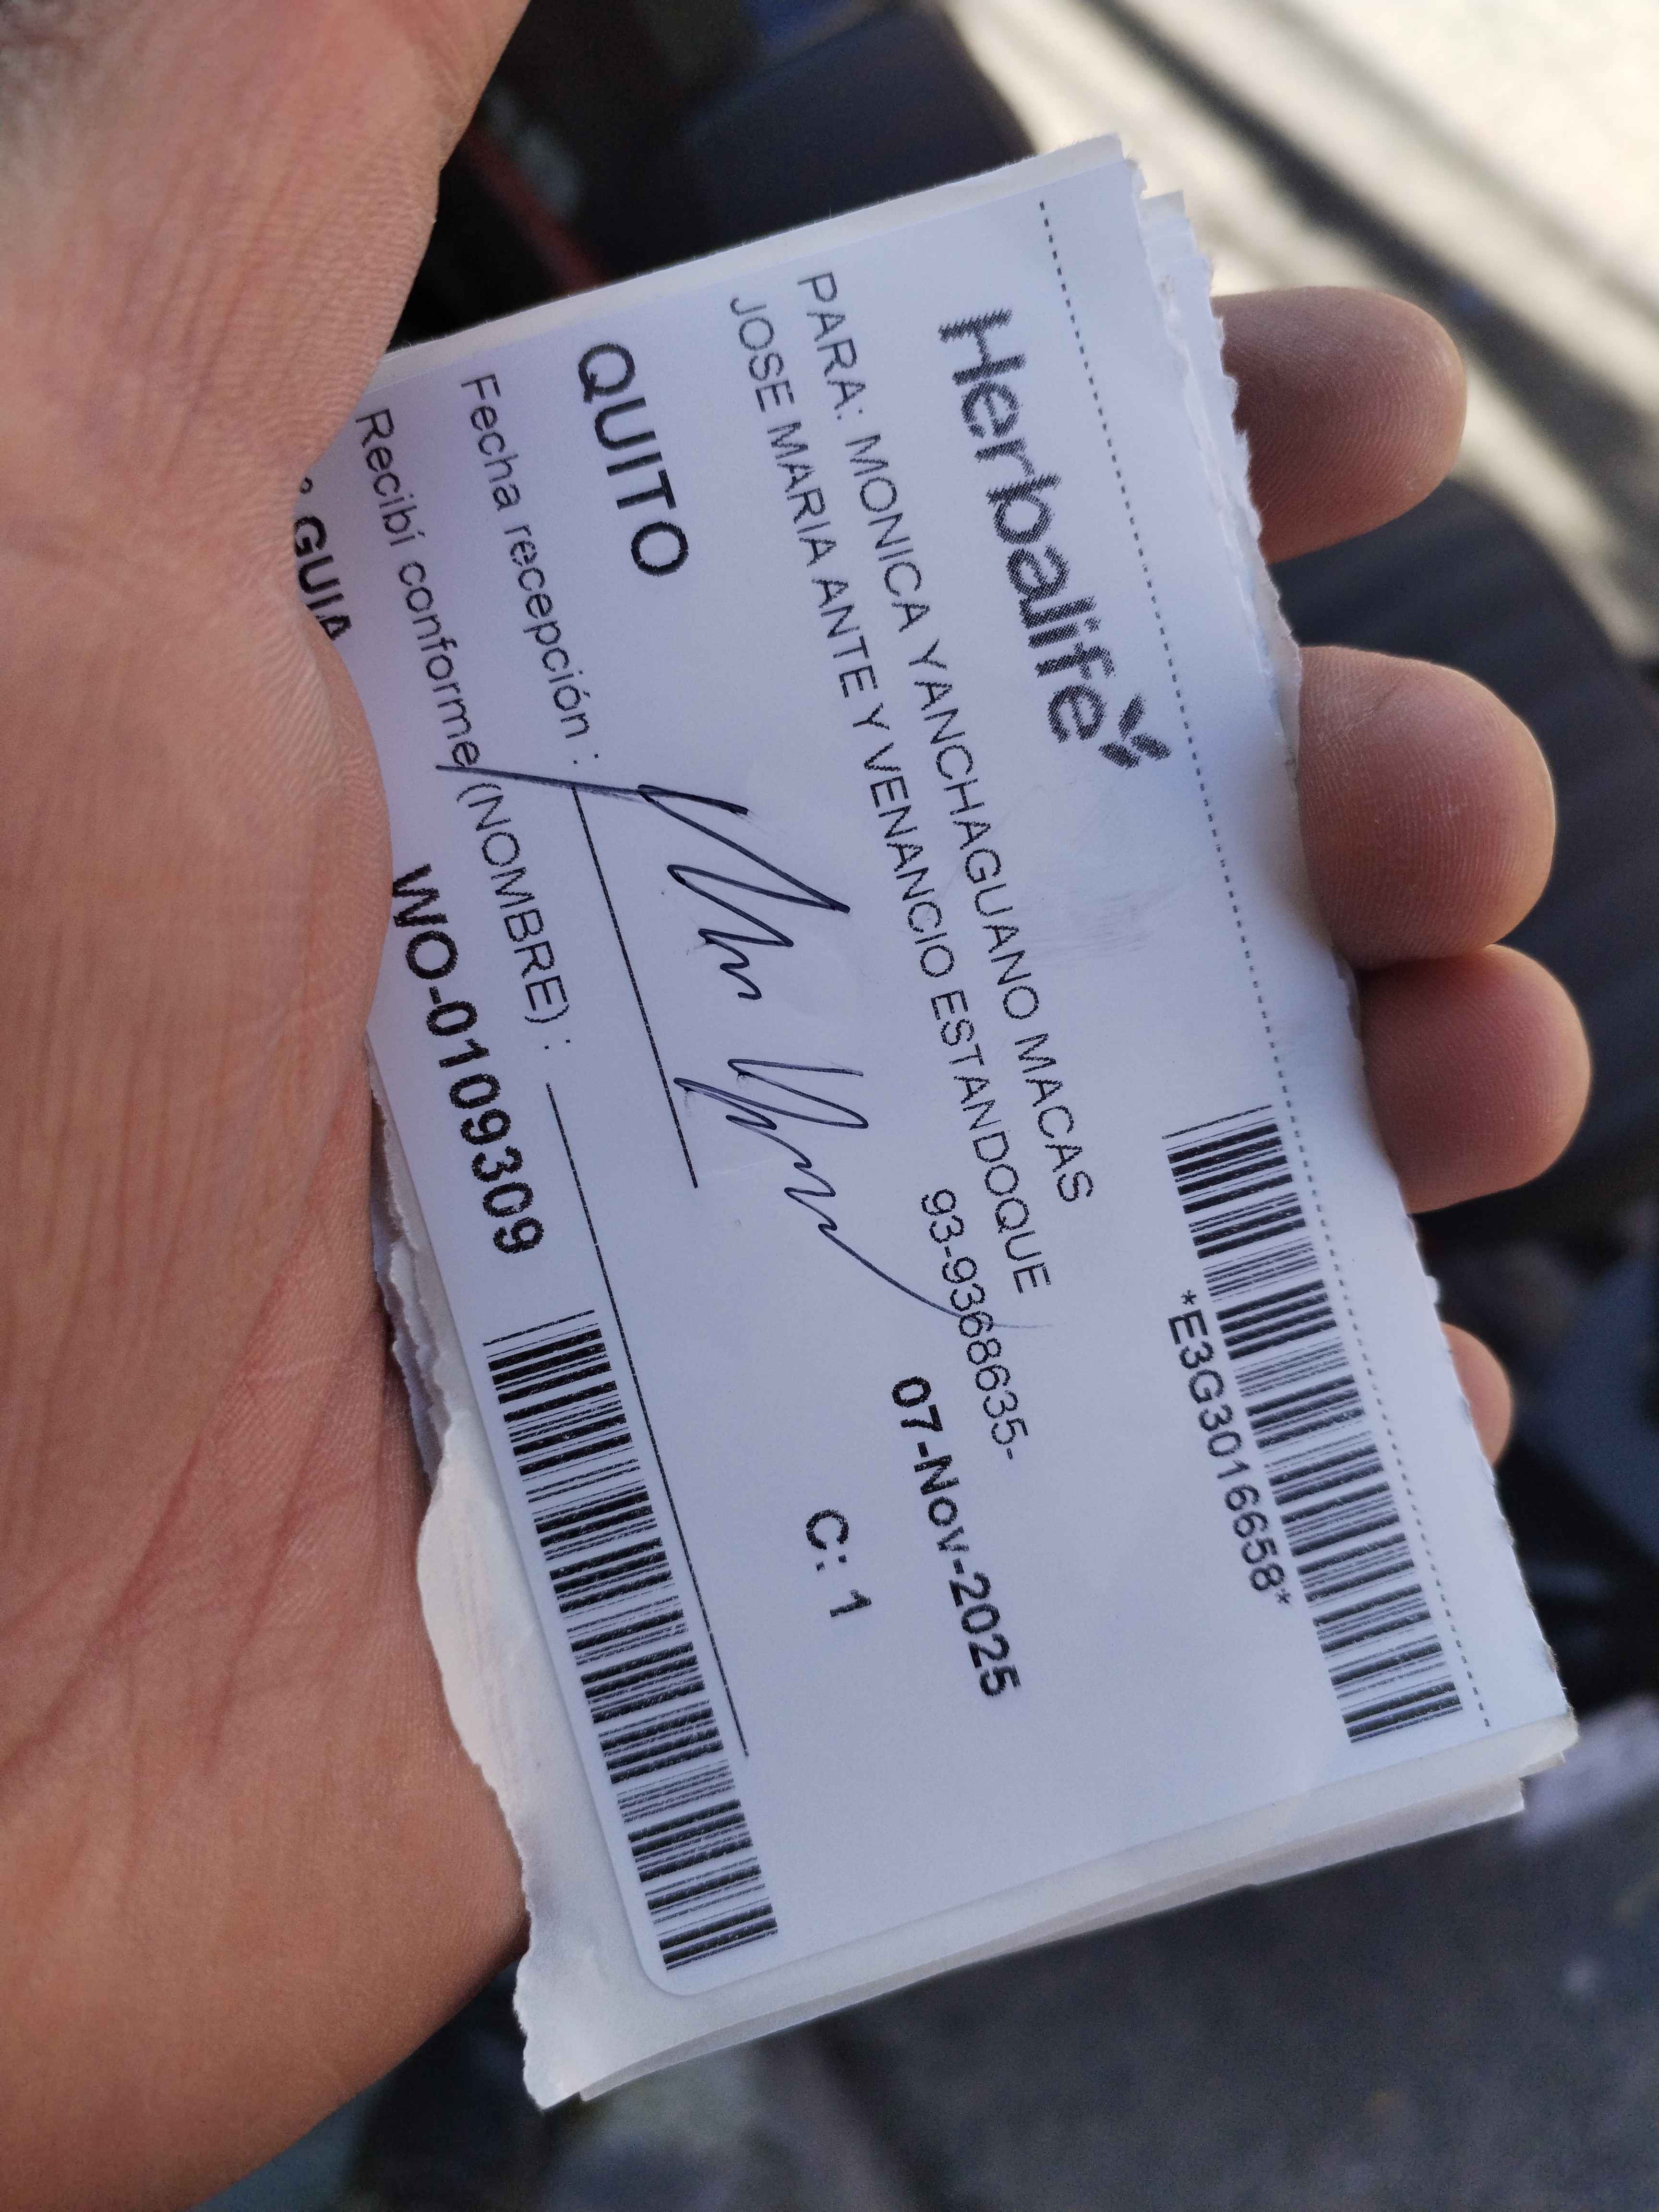 Herbalife
*E3G3016658*
PARA: MONICA YANCHAGUANO MACAS
JOSE MARIA ANTE Y VENANCIO ESTANDOQUE
93-9368635-
07-Nov-2025
QUITO
C: 1
Fecha recepción :
Recibí conforme (NOMBRE) :
GUIA WO-0109309